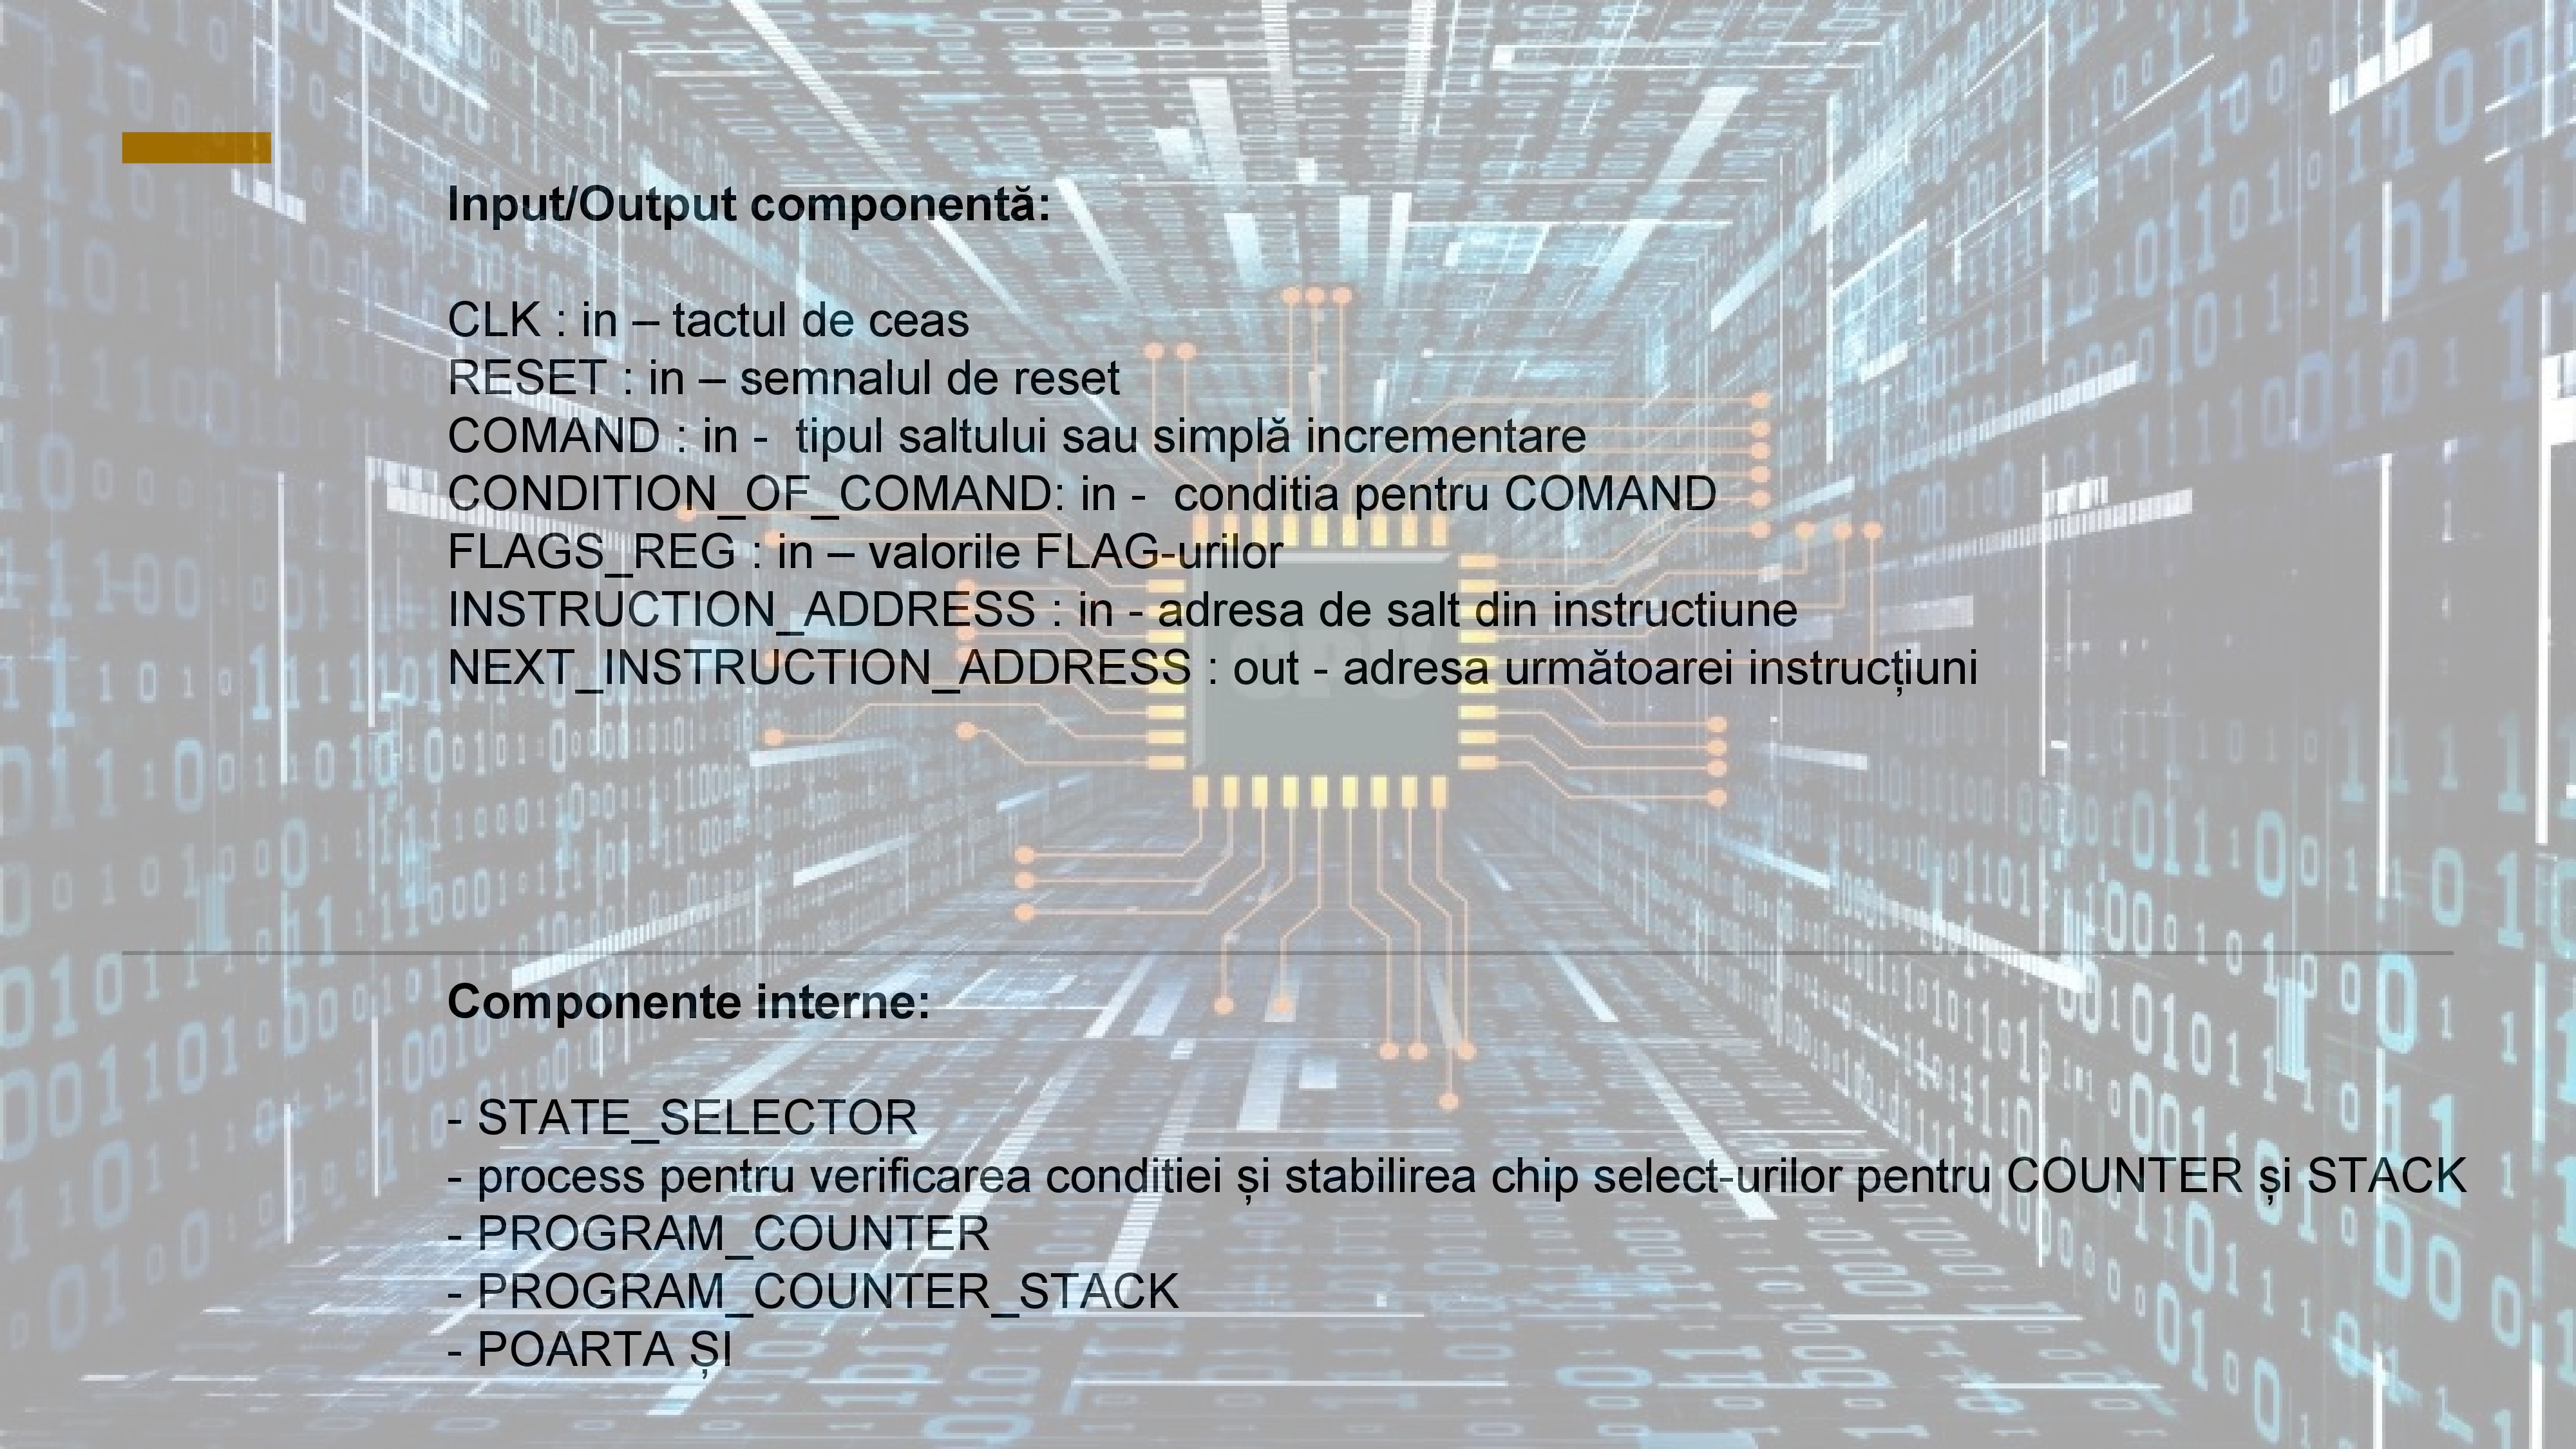 Input/Output componentă:
CLK : in – tactul de ceas
RESET : in – semnalul de reset
COMAND : in -  tipul saltului sau simplă incrementare
CONDITION_OF_COMAND: in -  conditia pentru COMAND
FLAGS_REG : in – valorile FLAG-urilor
INSTRUCTION_ADDRESS : in - adresa de salt din instructiune
NEXT_INSTRUCTION_ADDRESS : out - adresa următoarei instrucțiuni
Componente interne:
- STATE_SELECTOR
- process pentru verificarea conditiei și stabilirea chip select-urilor pentru COUNTER și STACK
- PROGRAM_COUNTER
- PROGRAM_COUNTER_STACK
- POARTA ȘI